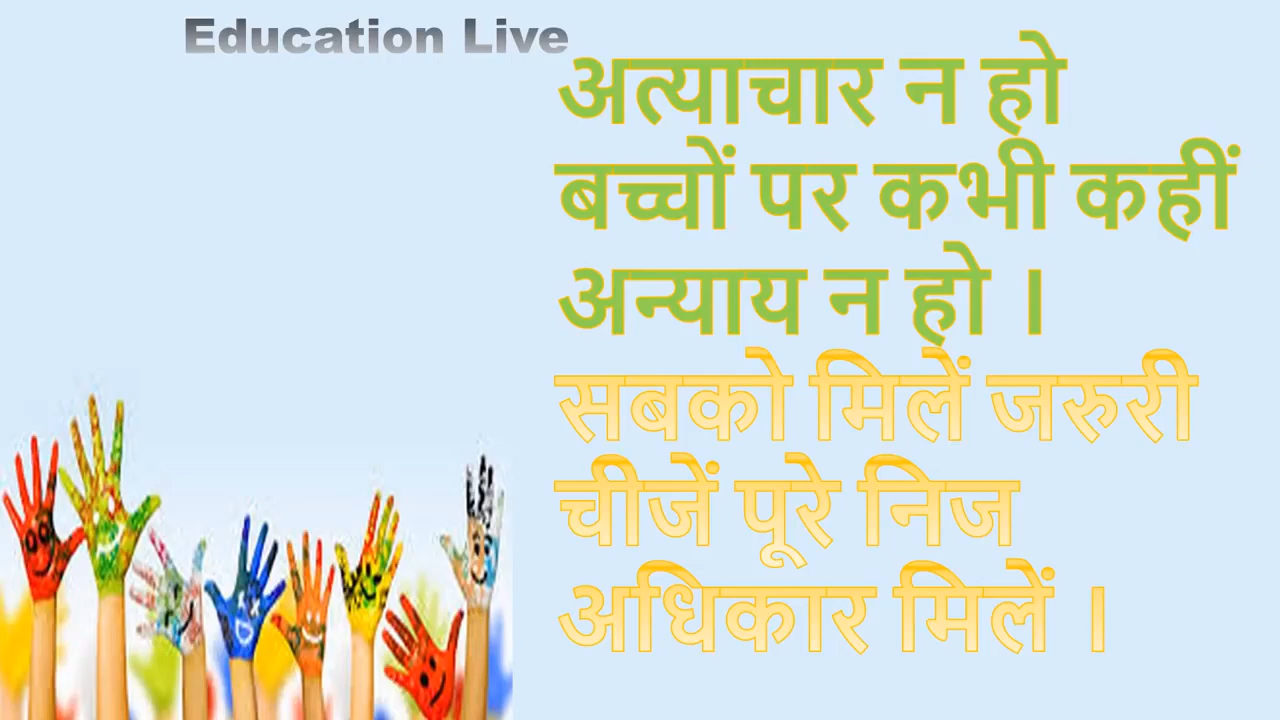 Education Live
अत्याचार न हो
बच्चों पर कभी कहीं
अन्याय न हो ।
सबको मिलें जरुरी
चीजें पूरे निज
अधिकार मिलें ।